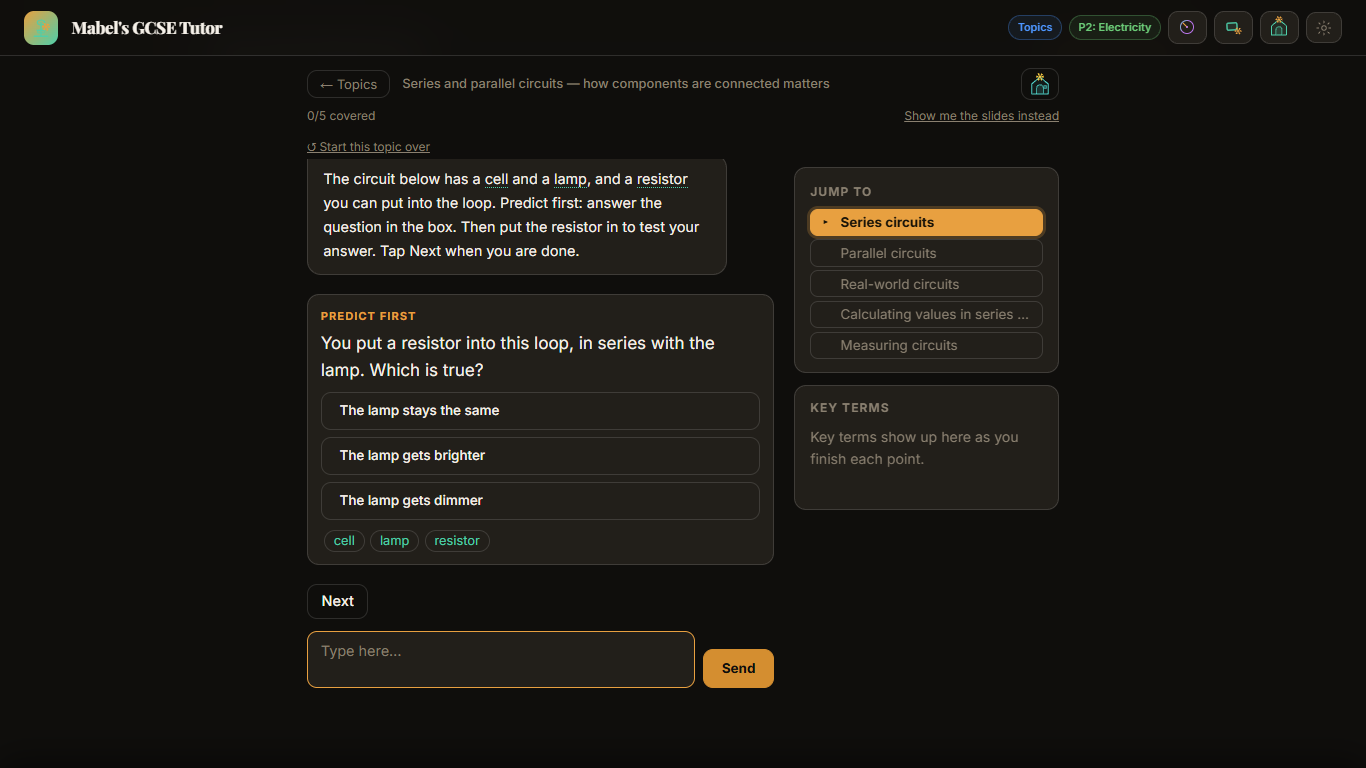 Mabel's GCSE Tutor
Topics
P2: Electricity
← Topics
Series and parallel circuits — how components are connected matters
0/5 covered
Show me the slides instead
↺ Start this topic over
The circuit below has a cell and a lamp, and a resistor
you can put into the loop. Predict first: answer the
question in the box. Then put the resistor in to test your
answer. Tap Next when you are done.
PREDICT FIRST
You put a resistor into this loop, in series with the
lamp. Which is true?
The lamp stays the same
The lamp gets brighter
The lamp gets dimmer
cell
lamp
resistor
Next
Type here...
Send
JUMP TO
Series circuits
Parallel circuits
Real-world circuits
Calculating values in series ...
Measuring circuits
KEY TERMS
Key terms show up here as you
finish each point.